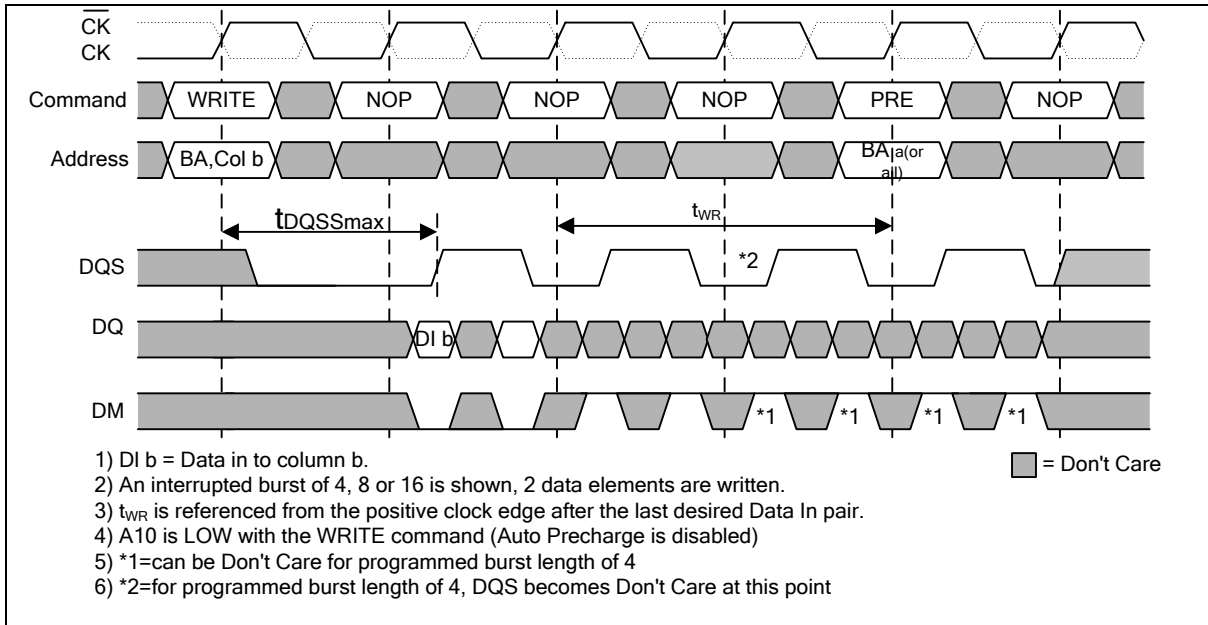 CK
CK
Command WRITE NOP NOP NOP PRE NOP
Address BA,Col b BA a(or all)
tDQSSmax tWR
DQS *2
DQ DI b
DM *1 *1 *1 *1
1) DI b = Data in to column b.
= Don't Care
2) An interrupted burst of 4, 8 or 16 is shown, 2 data elements are written.
3) tWR is referenced from the positive clock edge after the last desired Data In pair.
4) A10 is LOW with the WRITE command (Auto Precharge is disabled)
5) *1=can be Don't Care for programmed burst length of 4
6) *2=for programmed burst length of 4, DQS becomes Don't Care at this point